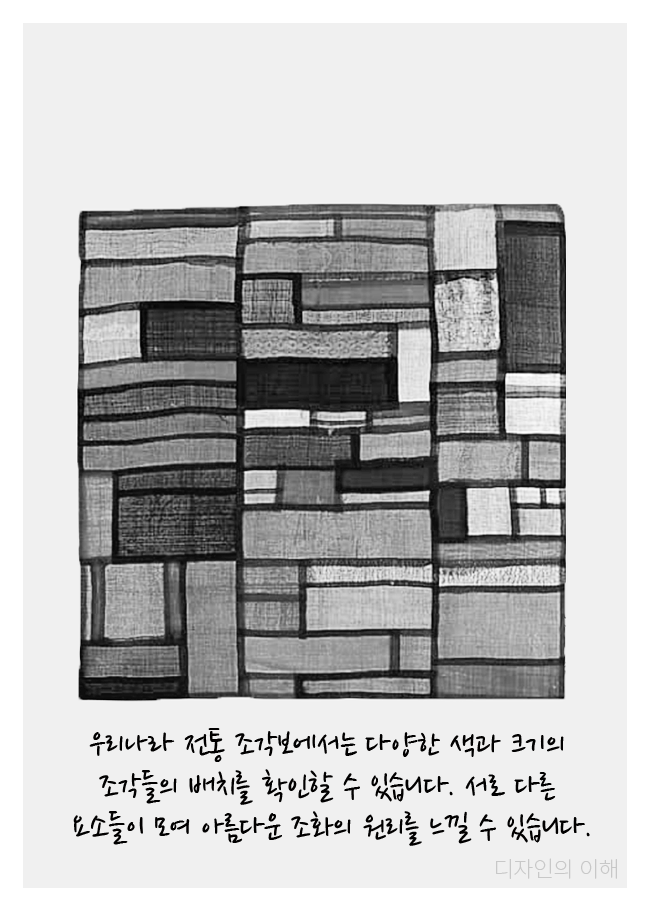 우리나라 전통 조각보에서는 다양한 색과 크기의
조각들의 배치를 확인할 수 있습니다. 서로 다른
요소들이 모여 아름다운 조화의 원리를 느낄 수 있습니다.
디자인의 이해